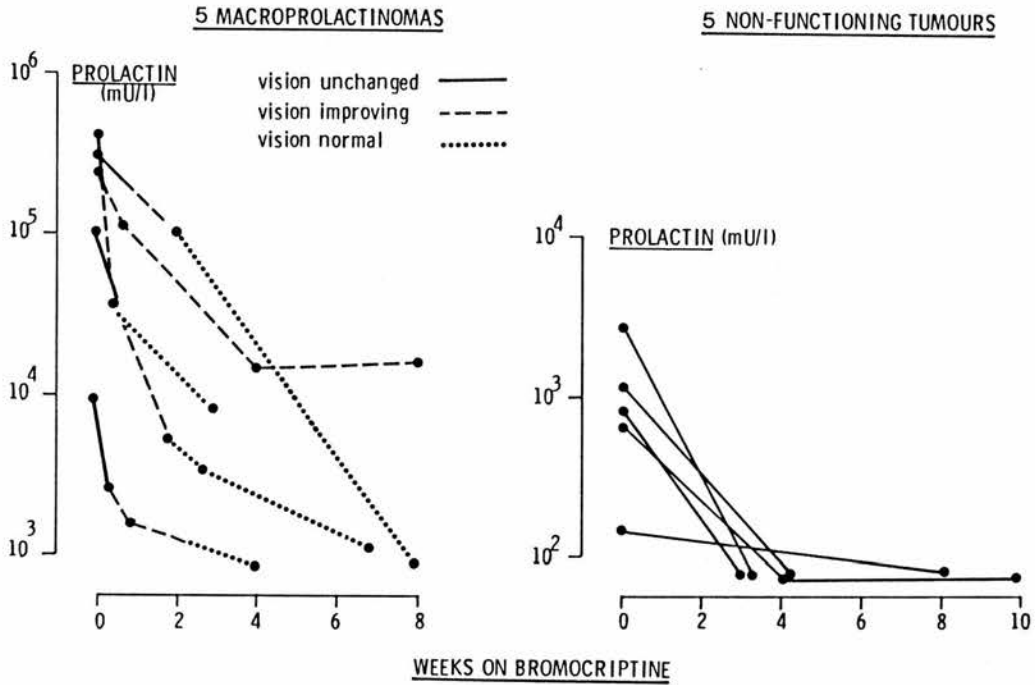 5 MACROPROLACTINOMAS
5 NON-FUNCTIONING TUMOURS
PROLACTIN
(mU/l)
vision unchanged
vision improving
vision normal
10^6
10^5
10^4
10^3
0 2 4 6 8
PROLACTIN (mU/l)
10^4
10^3
10^2
0 2 4 6 8 10
WEEKS ON BROMOCRIPTINE